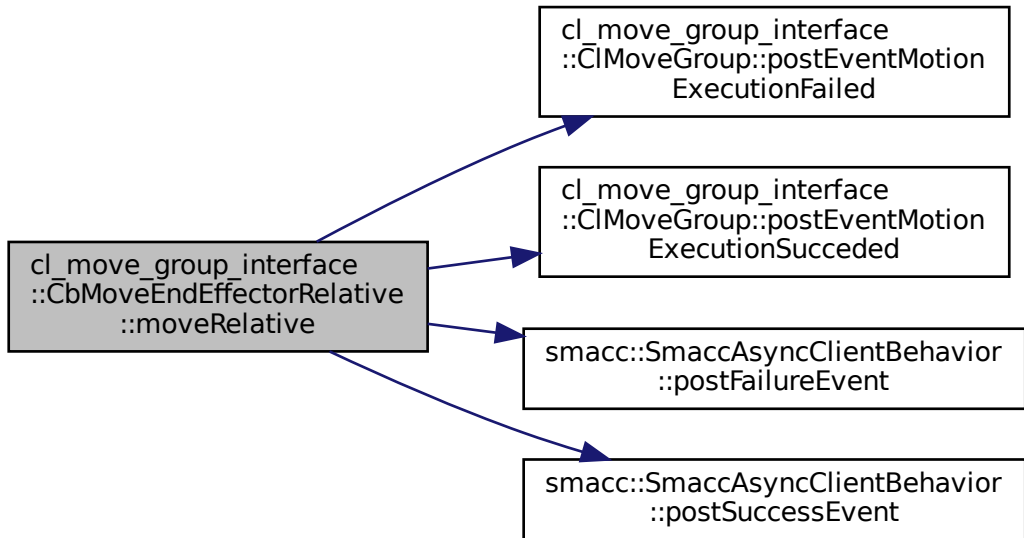 cl_move_group_interface
::ClMoveGroup::postEventMotion
ExecutionFailed
cl_move_group_interface
::ClMoveGroup::postEventMotion
ExecutionSucceded
cl_move_group_interface
::CbMoveEndEffectorRelative
::moveRelative
smacc::SmaccAsyncClientBehavior
::postFailureEvent
smacc::SmaccAsyncClientBehavior
::postSuccessEvent